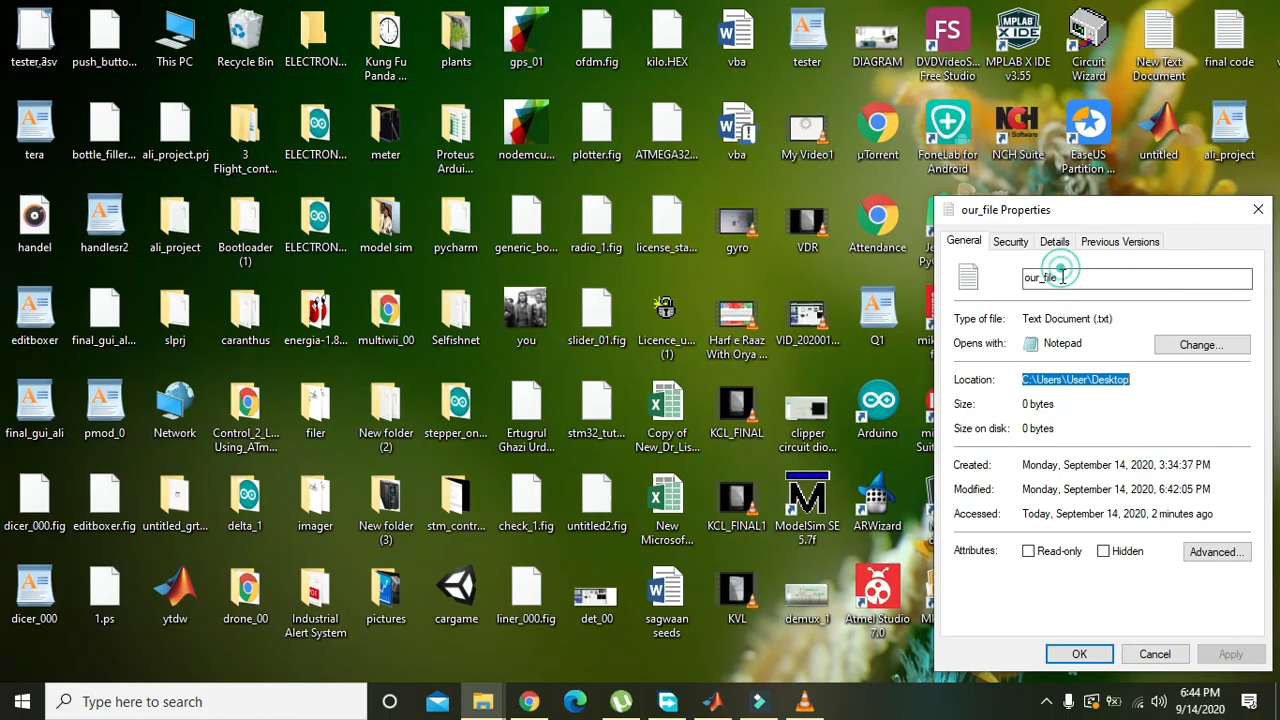 tester.asv
push_butto...
This PC
Recycle Bin
ELECTRON...
Kung Fu
Panda ...
plants
gps_01
ofdm.fig
kilo.HEX
vba
tester
DIAGRAM
FS
DVDVideoS...
Free Studio
MPLAB
X IDE
MPLAB X IDE
v3.55
Circuit
Wizard
New Text
Document
final code
tera
bottle_filler...
ali_project.prj
3
Flight_cont...
ELECTRON...
meter
Proteus
Ardui...
nodemcu...
plotter.fig
ATMEGA32...
vba
My Video1
µTorrent
FoneLab for
Android
NCH
Software
NCH Suite
EaseUS
Partition ...
untitled
ali_project
handel
handlesr2
ali_project
Bootloader
(1)
ELECTRON...
model sim
pycharm
generic_bo...
radio_1.fig
license_sta...
gyro
VDR
Attendance
editboxer
final_gui_al...
slprj
caranthus
energia-1.8...
multiwii_00
Selfishnet
you
slider_01.fig
Licence_u...
(1)
Harf e Raaz
With Orya ...
VID_202001...
Q1
final_gui_ali
pmod_0
Network
Control_2_L...
Using_ATm...
filer
New folder
(2)
stepper_on...
Ertugrul
Ghazi Urd...
stm32_tut...
Copy of
New_Dr_Lis...
KCL_FINAL
clipper
circuit dio...
Arduino
dicer_000.fig
editboxer.fig
untitled_grt...
delta_1
imager
New folder
(3)
stm_contr...
check_1.fig
untitled2.fig
New
Microsof...
KCL_FINAL1
ModelSim SE
5.7f
ARWizard
dicer_000
1.ps
ytdw
drone_00
Industrial
Alert System
pictures
cargame
liner_000.fig
det_00
sagwaan
seeds
KVL
demux_1
Atmel Studio
7.0
our_file Properties
General
Security
Details
Previous Versions
our_file
Type of file:
Text Document (.txt)
Opens with:
Notepad
Change...
Location:
C:\Users\User\Desktop
Size:
0 bytes
Size on disk:
0 bytes
Created:
Monday, September 14, 2020, 3:34:37 PM
Modified:
Monday, September 14, 2020, 6:42:05 PM
Accessed:
Today, September 14, 2020, 2 minutes ago
Attributes:
Read-only
Hidden
Advanced...
OK
Cancel
Apply
Type here to search
6:44 PM
9/14/2020